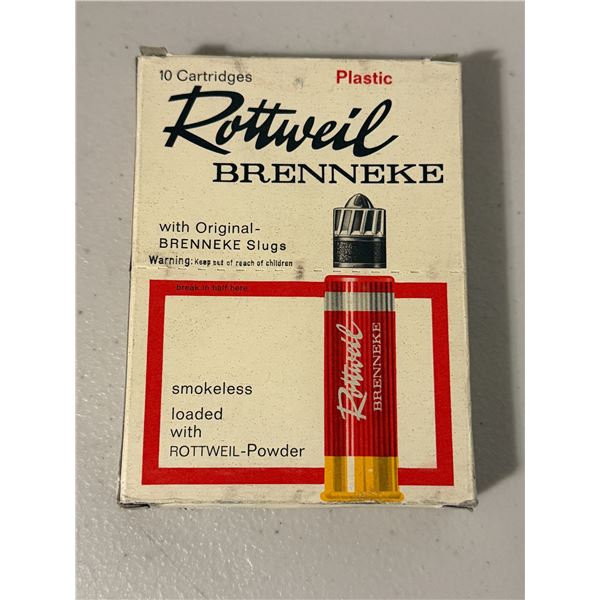 10 Cartridges Plastic
Rottweil
BRENNEKE
with Original-
BRENNEKE Slugs
Warning: Keep out of reach of children
break in half here
smokeless
loaded
with
ROTTWEIL-Powder
Rottweil
BRENNEKE